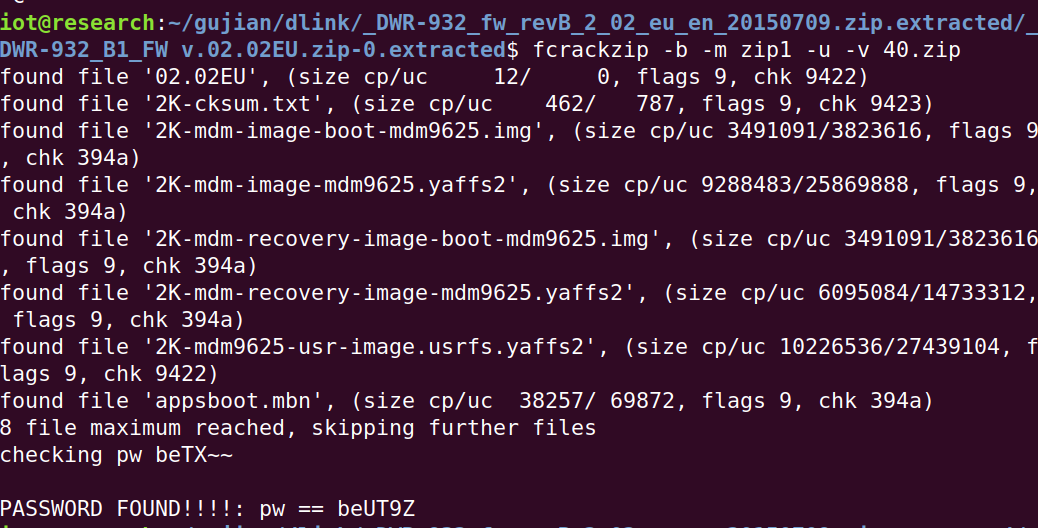 iot@research:~/gujian/dlink/_DWR-932_fw_revB_2_02_eu_en_20150709.zip.extracted/_
DWR-932_B1_FW v.02.02EU.zip-0.extracted$ fcrackzip -b -m zip1 -u -v 40.zip
found file '02.02EU', (size cp/uc     12/     0, flags 9, chk 9422)
found file '2K-cksum.txt', (size cp/uc    462/   787, flags 9, chk 9423)
found file '2K-mdm-image-boot-mdm9625.img', (size cp/uc 3491091/3823616, flags 9
, chk 394a)
found file '2K-mdm-image-mdm9625.yaffs2', (size cp/uc 9288483/25869888, flags 9,
 chk 394a)
found file '2K-mdm-recovery-image-boot-mdm9625.img', (size cp/uc 3491091/3823616
, flags 9, chk 394a)
found file '2K-mdm-recovery-image-mdm9625.yaffs2', (size cp/uc 6095084/14733312,
 flags 9, chk 394a)
found file '2K-mdm9625-usr-image.usrfs.yaffs2', (size cp/uc 10226536/27439104, f
lags 9, chk 9422)
found file 'appsboot.mbn', (size cp/uc  38257/ 69872, flags 9, chk 394a)
8 file maximum reached, skipping further files
checking pw beTX~~
PASSWORD FOUND!!!!: pw == beUT9Z